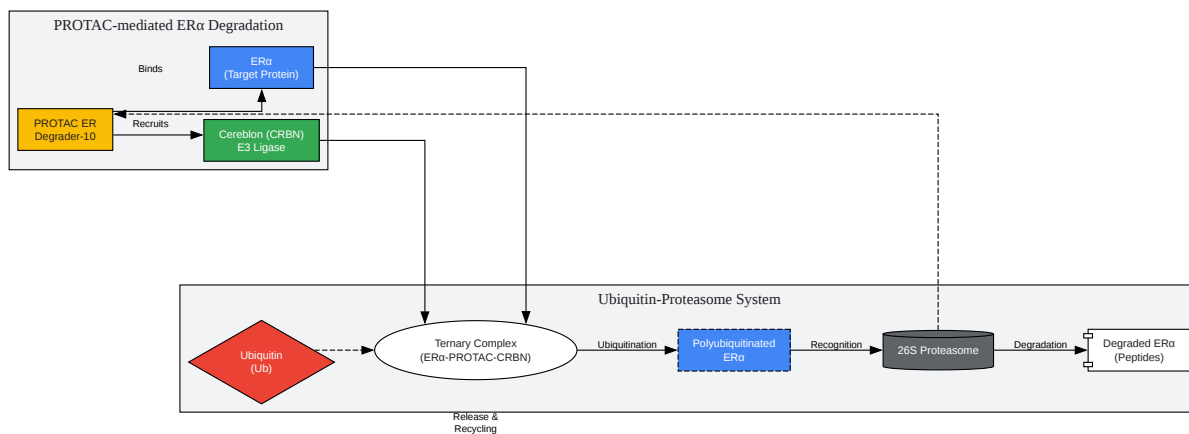 PROTAC-mediated ERα Degradation
ERα
(Target Protein)
Binds
PROTAC ER
Degrader-10
Recruits
Cereblon (CRBN)
E3 Ligase
Ubiquitin-Proteasome System
Ubiquitin
(Ub)
Ternary Complex
(ERα-PROTAC-CRBN)
Ubiquitination
Polyubiquitinated
ERα
Recognition
26S Proteasome
Degradation
Degraded ERα
(Peptides)
Release &
Recycling